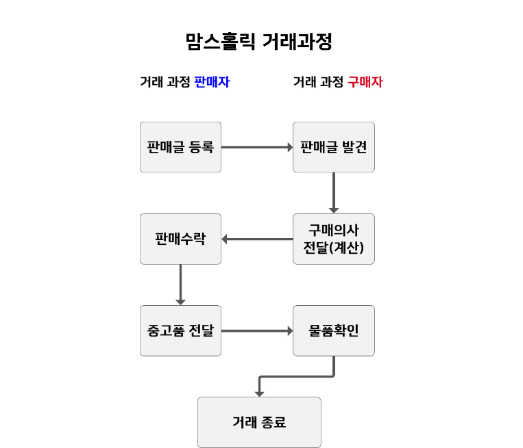 맘스홀릭 거래과정
거래 과정 판매자
거래 과정 구매자
판매글 등록
판매글 발견
구매의사
전달(계산)
판매수락
중고품 전달
물품확인
거래 종료